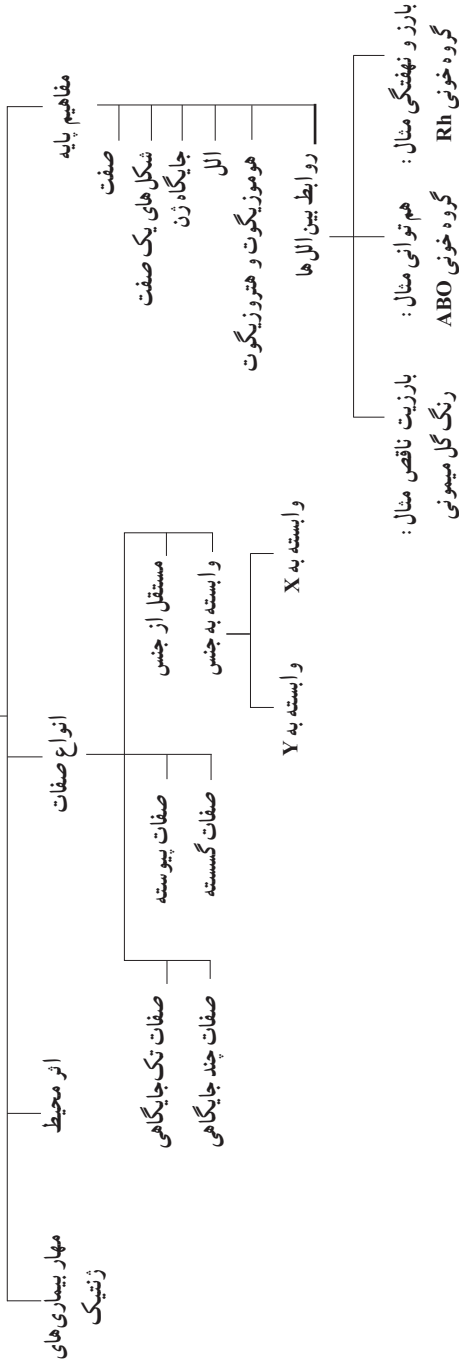 مفاهیم پایه
صفت
شکل‌های یک صفت
جایگاه ژن
الل
هوموزیگوت و هتروزیگوت
روابط بین الل‌ها
بارز و نهفتگی مثال :
گروه خونی Rh
هم‌توانی مثال :
گروه خونی ABO
بارزیت ناقص مثال :
رنگ گل میمونی
انواع صفات
مستقل از جنس
وابسته به جنس
وابسته به X
وابسته به Y
صفات پیوسته
صفات گسسته
صفات تک‌جایگاهی
صفات چند جایگاهی
اثر محیط
مهار بیماری‌های
ژنتیک